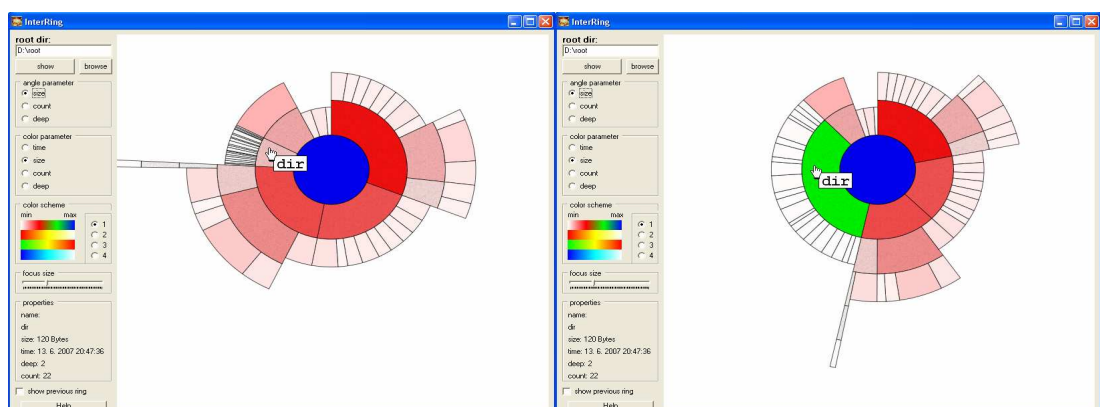 InterRing
root dir:
D:\root
show browse
angle parameter
size
count
deep
color parameter
time
size
count
deep
color scheme
min max
1
2
3
4
focus size
properties
name:
dir
size: 120 Bytes
time: 13. 6. 2007 20:47:36
deep: 2
count: 22
show previous ring
Help
dir
InterRing
root dir:
D:\root
show browse
angle parameter
size
count
deep
color parameter
time
size
count
deep
color scheme
min max
1
2
3
4
focus size
properties
name:
dir
size: 120 Bytes
time: 13. 6. 2007 20:47:36
deep: 2
count: 22
show previous ring
Help
dir